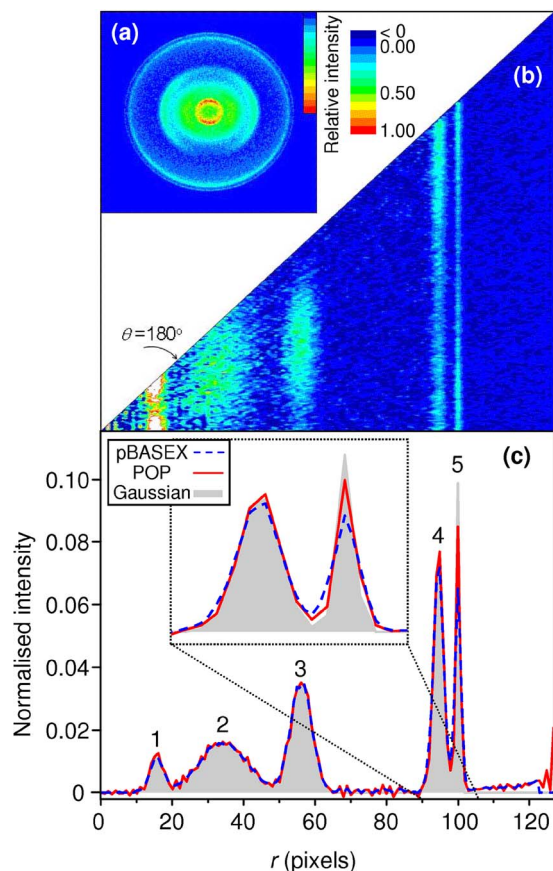 (a)
Relative intensity
< 0
0.00
0.50
1.00
(b)
θ=180°
(c)
pBASEX
POP
Gaussian
Normalised intensity
0.10
0.08
0.06
0.04
0.02
0
1
2
3
4
5
0 20 40 60 80 100 120
r (pixels)